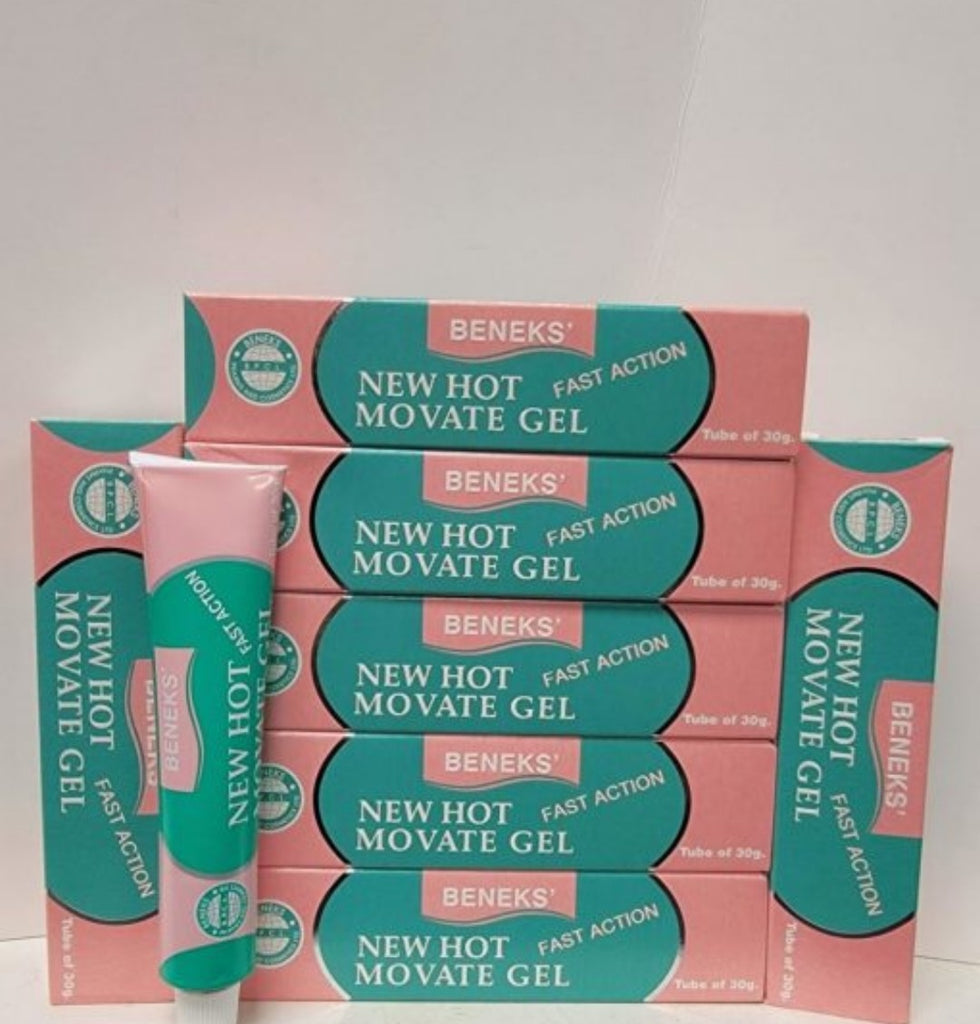 BENEKS'
NEW HOT
MOVATE GEL
FAST ACTION
Tube of 30g.
BENEKS
S.P.C.L
BENEKS'
NEW HOT
MOVATE GEL
FAST ACTION
Tube of 30g.
BENEKS'
NEW HOT
MOVATE GEL
FAST ACTION
Tube of 30g.
BENEKS'
NEW HOT
MOVATE GEL
FAST ACTION
Tube of 30g.
BENEKS'
NEW HOT
MOVATE GEL
FAST ACTION
Tube of 30g.
NEW HOT
MOVATE GEL
FAST ACTION
Tube of 30g.
FAST ACTION
BENEKS'
NEW HOT
BENEKS'
NEW HOT
MOVATE GEL
FAST ACTION
Tube of 30g.